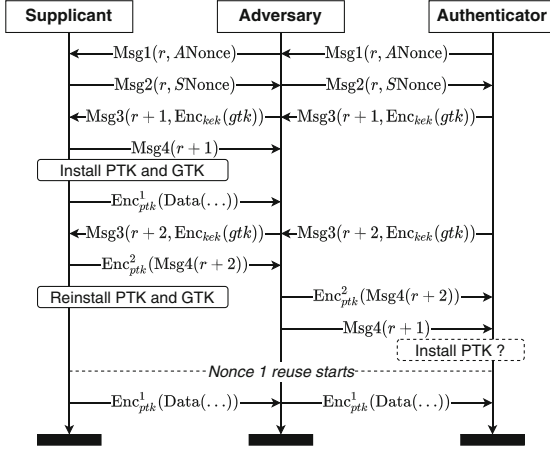 Supplicant Adversary Authenticator
Msg1(r, ANonce) Msg1(r, ANonce)
Msg2(r, SNonce) Msg2(r, SNonce)
Msg3(r + 1, Enc_kek(gtk)) Msg3(r + 1, Enc_kek(gtk))
Msg4(r + 1)
Install PTK and GTK
Enc^1_ptk(Data(...))
Msg3(r + 2, Enc_kek(gtk)) Msg3(r + 2, Enc_kek(gtk))
Enc^2_ptk(Msg4(r + 2))
Reinstall PTK and GTK
Enc^2_ptk(Msg4(r + 2))
Msg4(r + 1)
Install PTK ?
Nonce 1 reuse starts
Enc^1_ptk(Data(...)) Enc^1_ptk(Data(...))